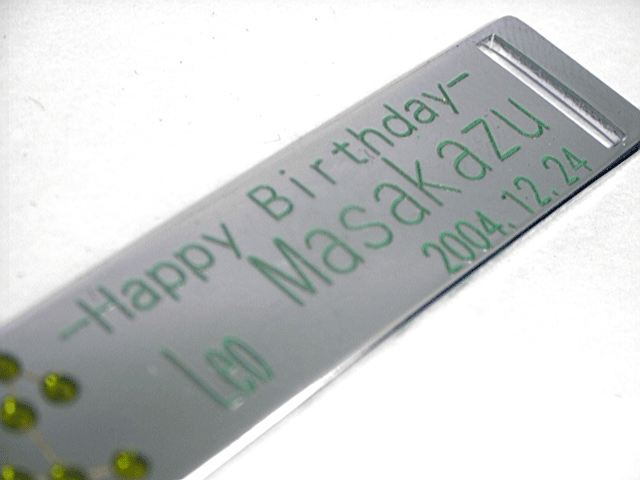 -Happy Birthday-
Masakazu
2004.12.24
Leo